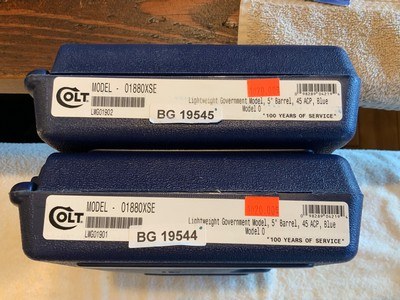 COLT
MODEL - 01880XSE
LWG01902
BG 19545
Lightweight Government Model, 5" Barrel, 45 ACP, Blue
Model O
"100 YEARS OF SERVICE"
COLT
MODEL - 01880XSE
LWG01901
BG 19544
Lightweight Government Model, 5" Barrel, 45 ACP, Blue
Model O
"100 YEARS OF SERVICE"